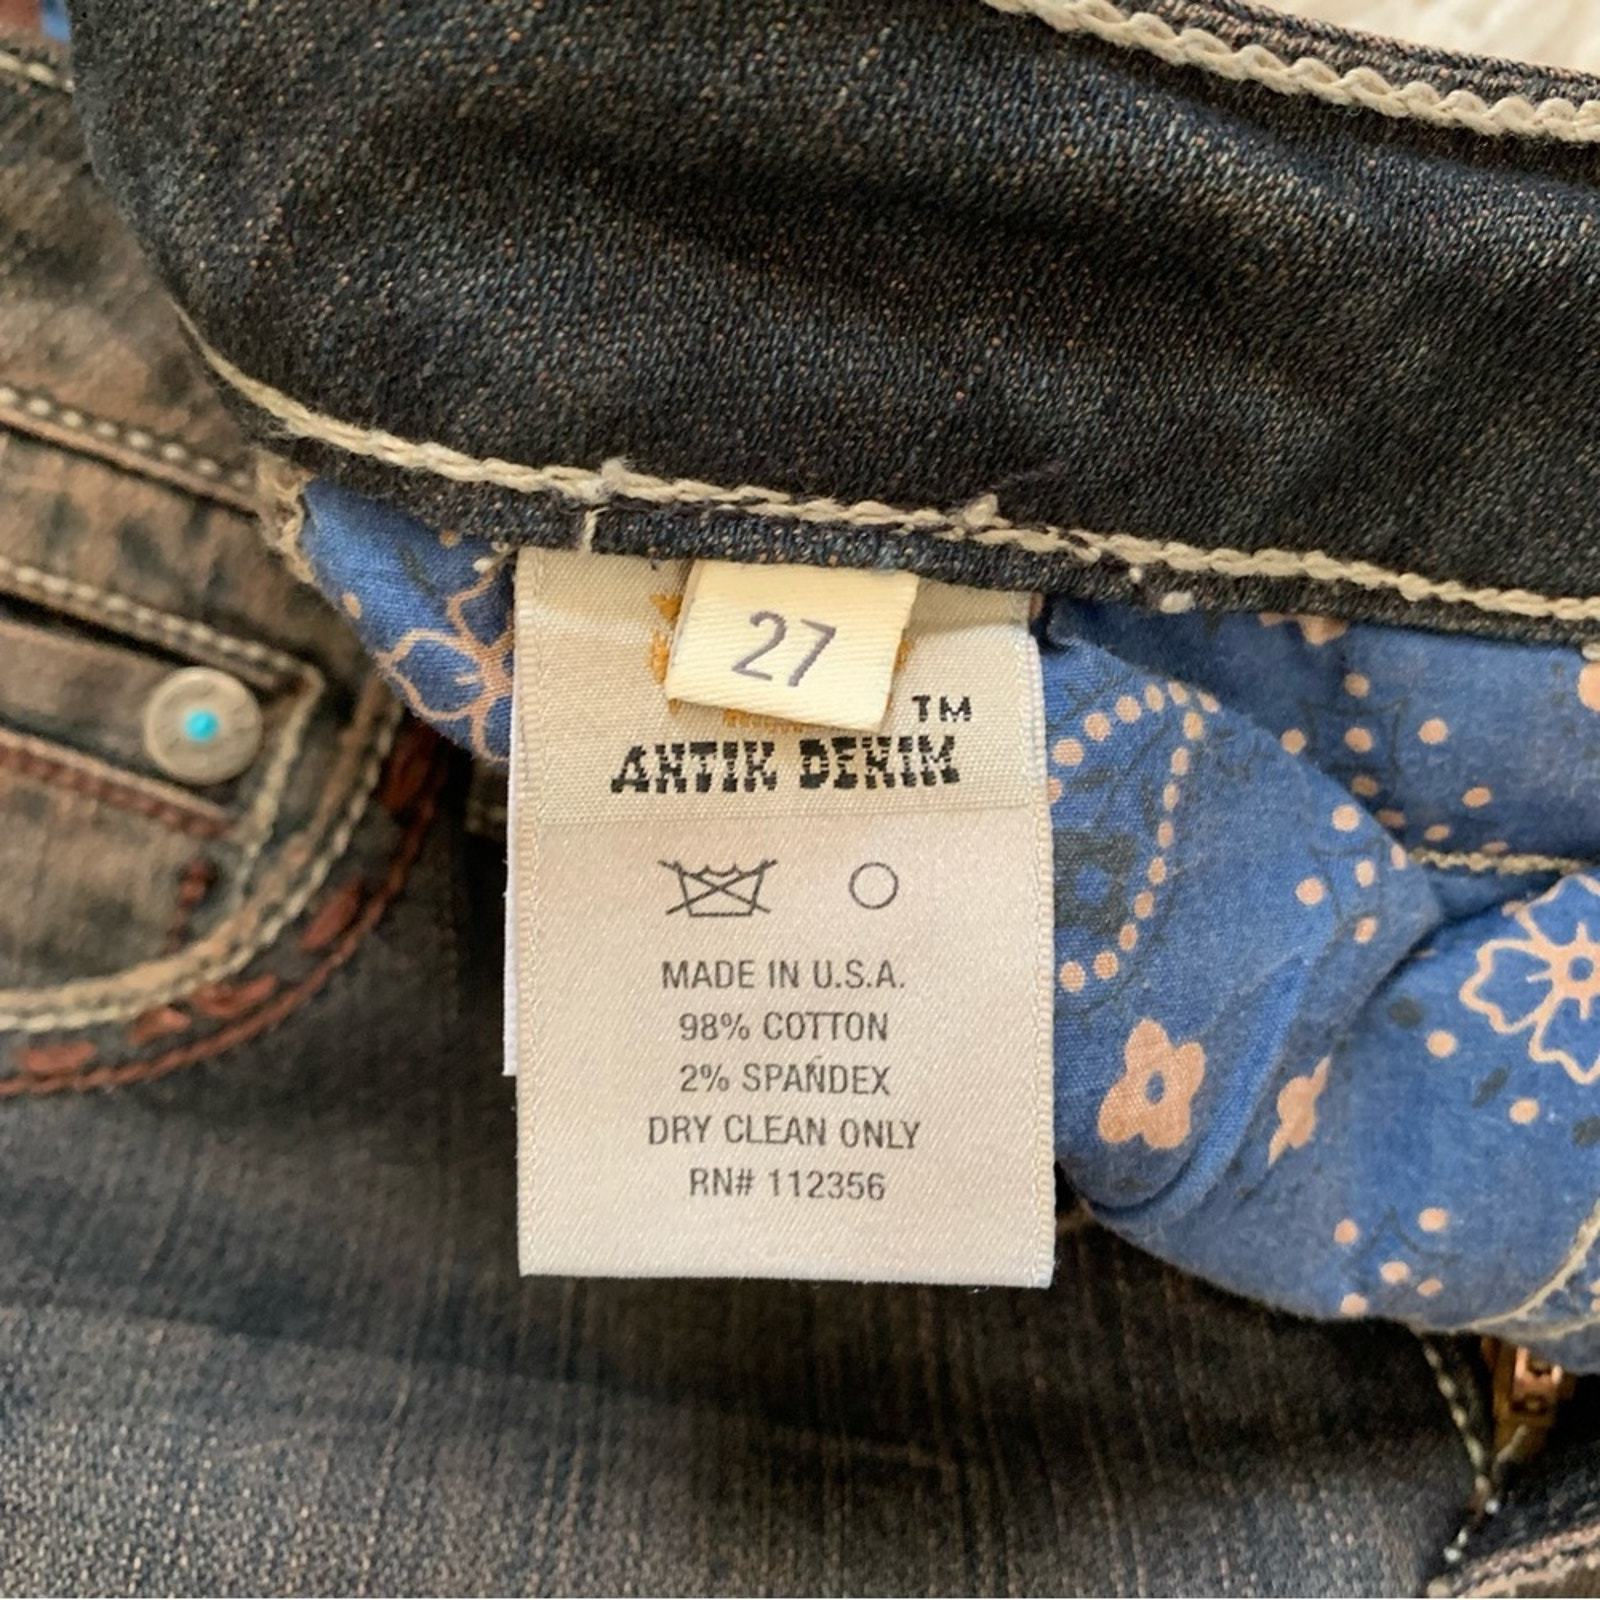 27
TM
ANTIK DENIM
MADE IN U.S.A.
98% COTTON
2% SPANDEX
DRY CLEAN ONLY
RN# 112356